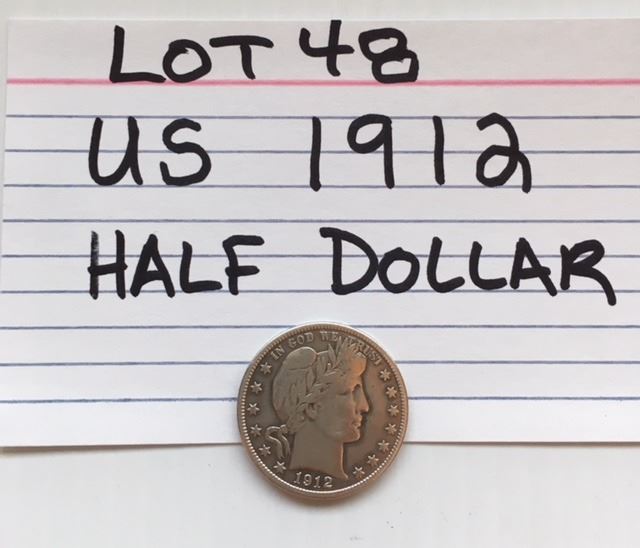 LOT 48
US 1912
HALF DOLLAR
IN GOD WE TRUST
1912